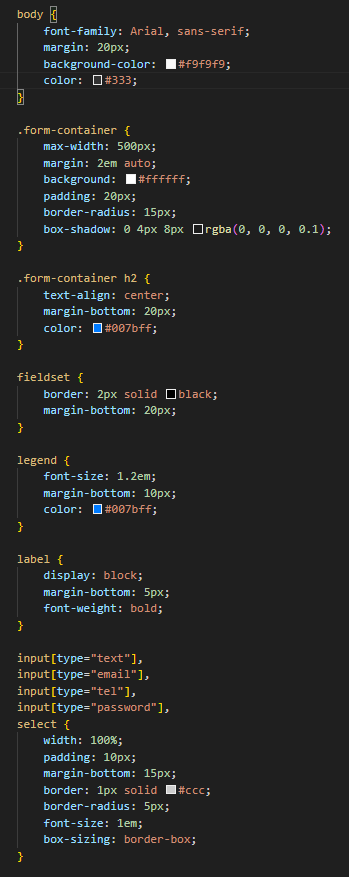 body {
    font-family: Arial, sans-serif;
    margin: 20px;
    background-color: #f9f9f9;
    color: #333;
}

.form-container {
    max-width: 500px;
    margin: 2em auto;
    background: #ffffff;
    padding: 20px;
    border-radius: 15px;
    box-shadow: 0 4px 8px rgba(0, 0, 0, 0.1);
}

.form-container h2 {
    text-align: center;
    margin-bottom: 20px;
    color: #007bff;
}

fieldset {
    border: 2px solid black;
    margin-bottom: 20px;
}

legend {
    font-size: 1.2em;
    margin-bottom: 10px;
    color: #007bff;
}

label {
    display: block;
    margin-bottom: 5px;
    font-weight: bold;
}

input[type="text"],
input[type="email"],
input[type="tel"],
input[type="password"],
select {
    width: 100%;
    padding: 10px;
    margin-bottom: 15px;
    border: 1px solid #ccc;
    border-radius: 5px;
    font-size: 1em;
    box-sizing: border-box;
}